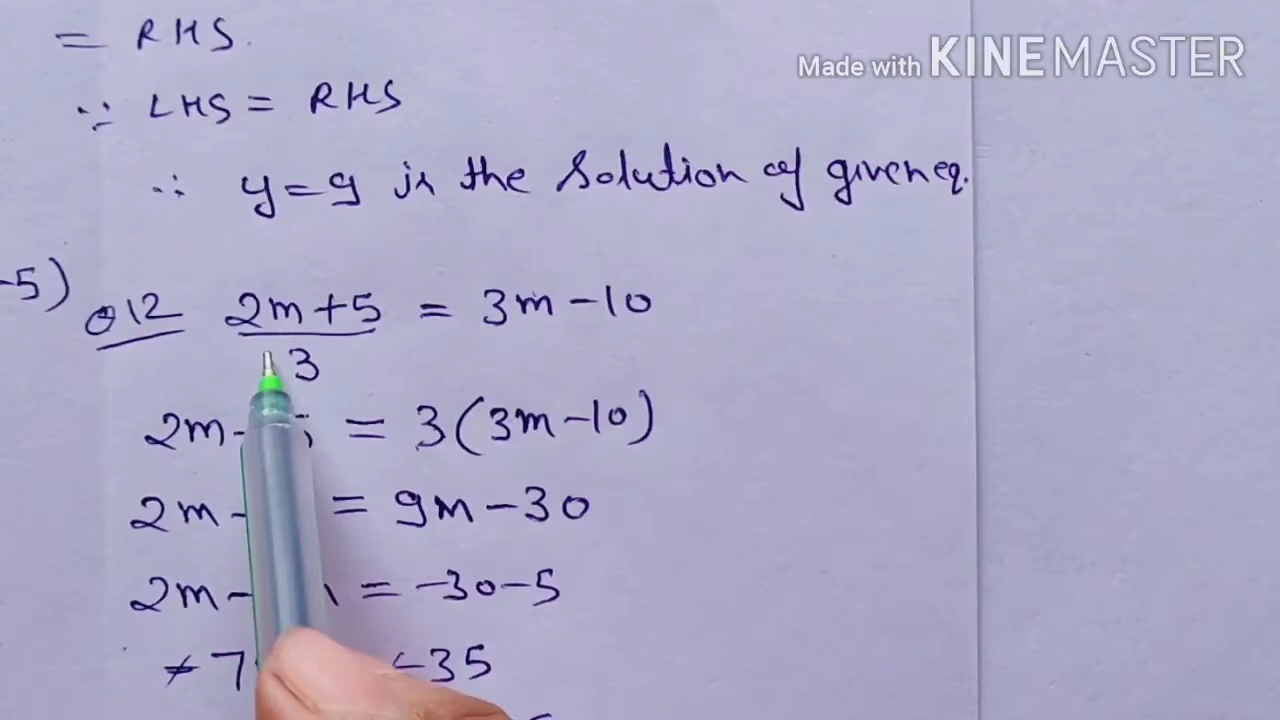 = RHS.
Made with KINEMASTER
∵ LHS = RHS
∴ y = 9 is the Solution of given eq.
-5)
Q12 2m+5 = 3m-10
3
2m = 3(3m-10)
2m- = 9m-30
2m- = -30-5
-7 -35